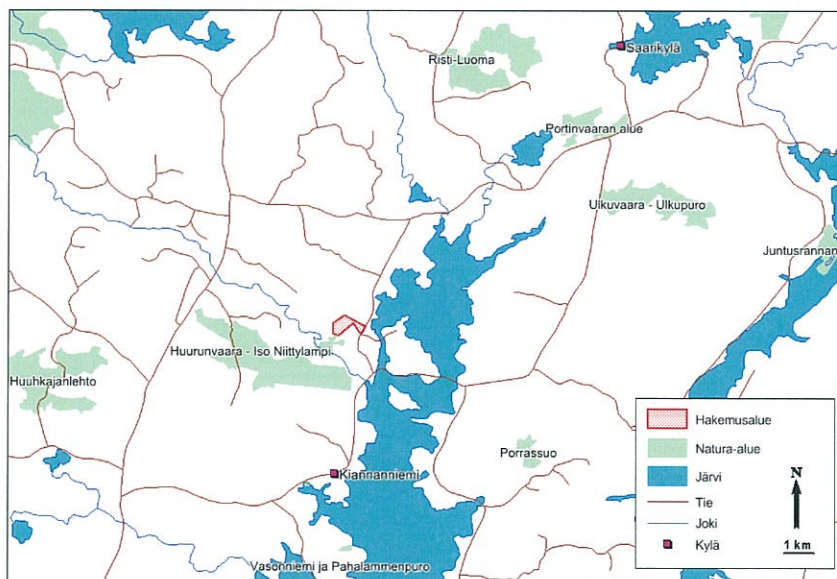 Saarikylä
Risti-Luoma
Portinvaaran alue
Ulkuvaara - Ulkupuro
Juntusrannan
Huurunvaara - Iso Niittylampi
Huuhkajanlehto
Porrassuo
Kiannanniemi
Vasonniemi ja Pahalammenpuro
Hakemusalue
Natura-alue
Järvi
Tie
Joki
Kylä
N
1 km